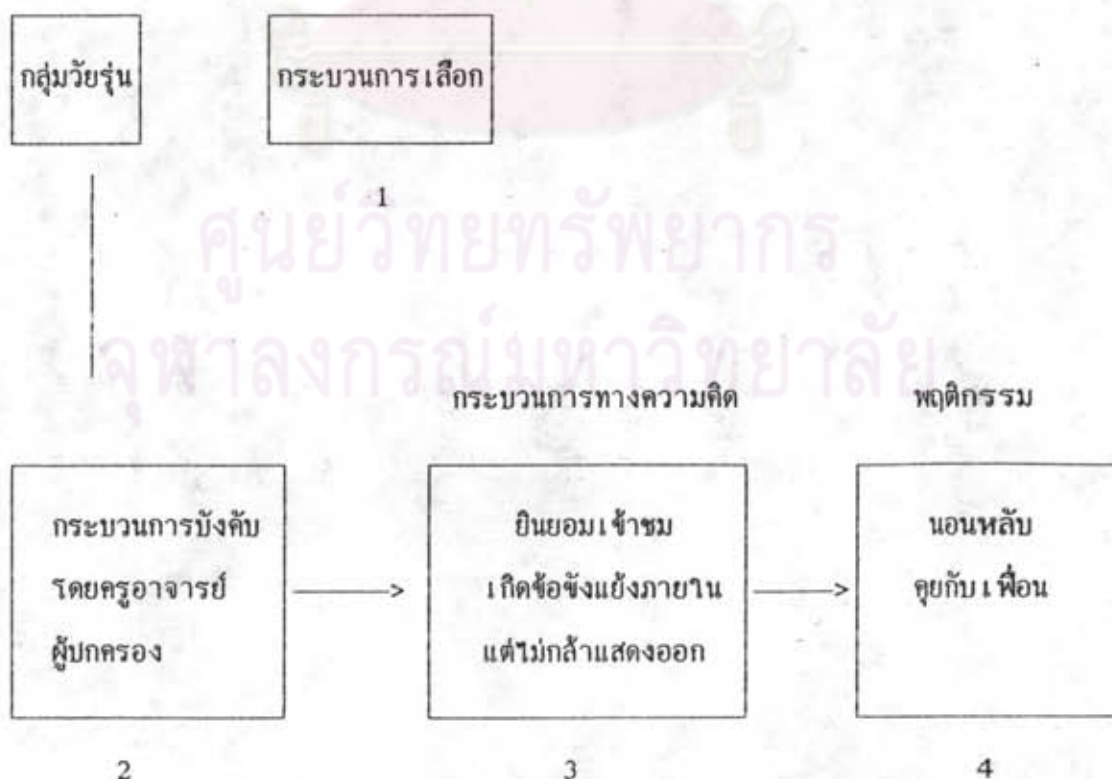 กลุ่มวัยรุ่น
กระบวนการเลือก
1
ศูนย์วิทยทรัพยากร
จุฬาลงกรณ์มหาวิทยาลัย
กระบวนการทางความคิด
พฤติกรรม
กระบวนการบังคับ
โดยครูอาจารย์
ผู้ปกครอง
ยินยอมเข้าชม
เกิดข้อขังแย้งภายใน
แต่ไม่กล้าแสดงออก
นอนหลับ
คุยกับเพื่อน
2
3
4